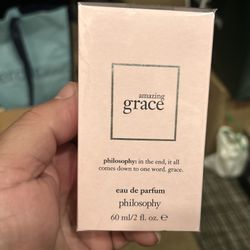 amazing
grace
philosophy: in the end, it all
comes down to one word. grace.
eau de parfum
philosophy
60 ml/2 fl. oz. ℮